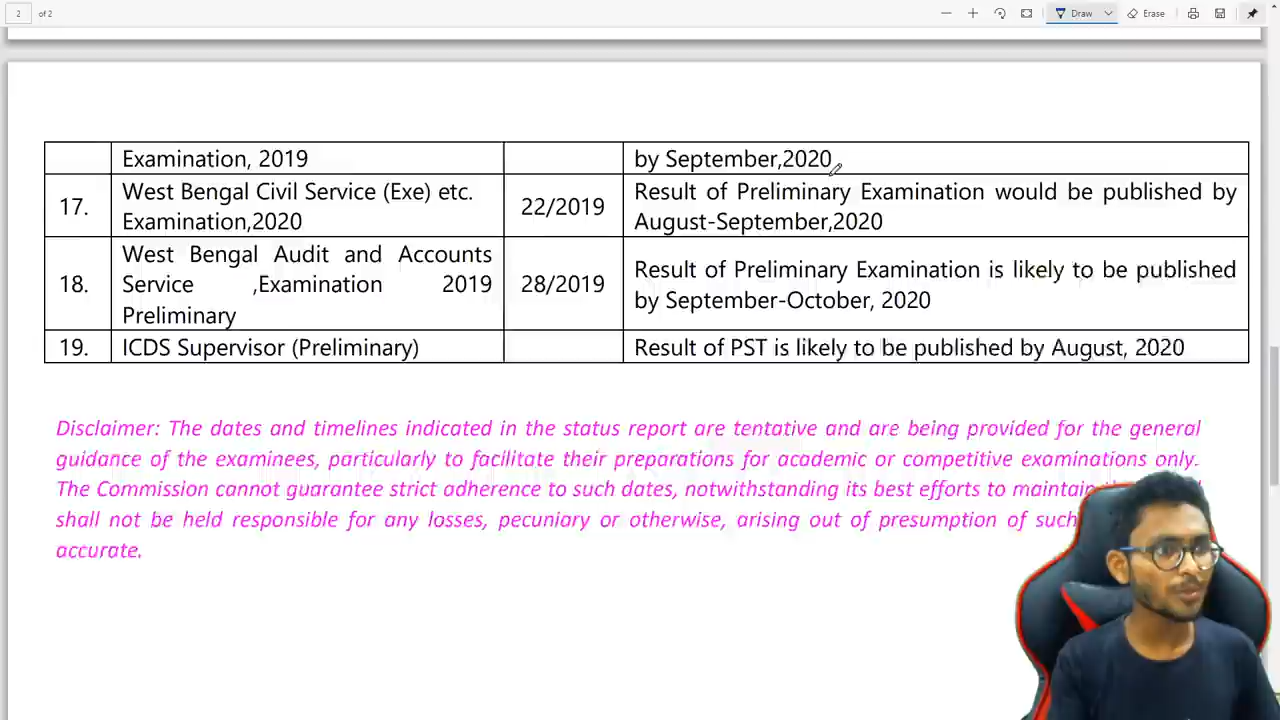 2 of 2 Draw Erase
Examination, 2019 by September,2020
17. West Bengal Civil Service (Exe) etc. Examination,2020 22/2019 Result of Preliminary Examination would be published by August-September,2020
18. West Bengal Audit and Accounts Service ,Examination 2019 Preliminary 28/2019 Result of Preliminary Examination is likely to be published by September-October, 2020
19. ICDS Supervisor (Preliminary) Result of PST is likely to be published by August, 2020
Disclaimer: The dates and timelines indicated in the status report are tentative and are being provided for the general
guidance of the examinees, particularly to facilitate their preparations for academic or competitive examinations only.
The Commission cannot guarantee strict adherence to such dates, notwithstanding its best efforts to maintain
shall not be held responsible for any losses, pecuniary or otherwise, arising out of presumption of such
accurate.